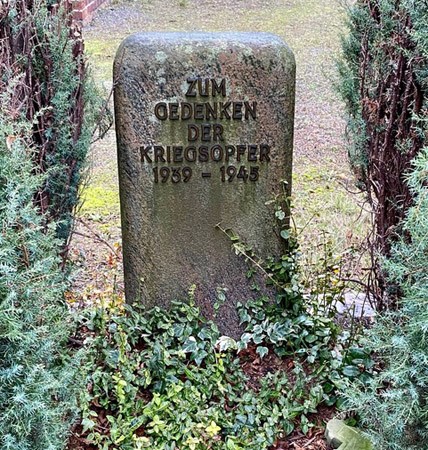 ZUM
GEDENKEN
DER
KRIEGSOPFER
1939 - 1945